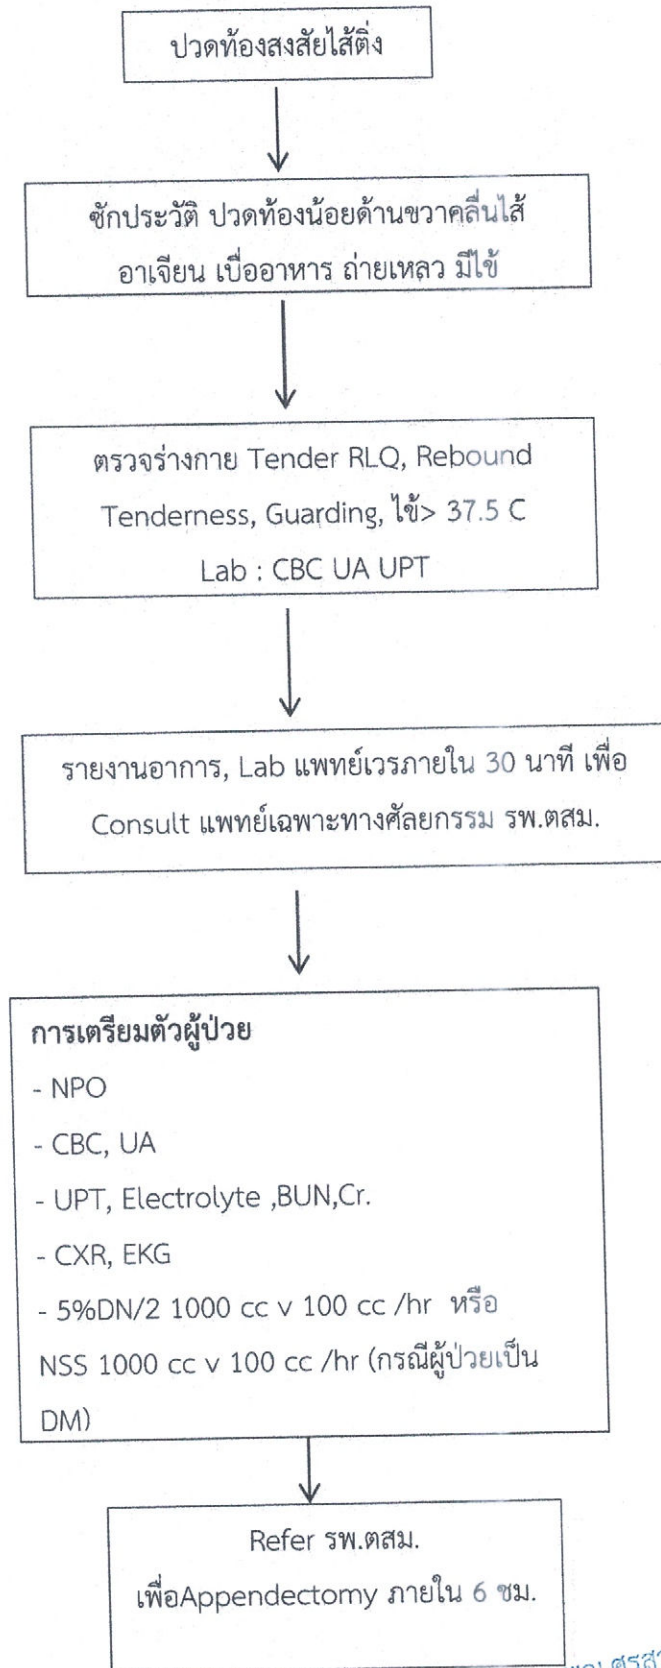 ปวดท้องสงสัยไส้ติ่ง
ซักประวัติ ปวดท้องน้อยด้านขวาคลื่นไส้
อาเจียน เบื่ออาหาร ถ่ายเหลว มีไข้
ตรวจร่างกาย Tender RLQ, Rebound
Tenderness, Guarding, ไข้> 37.5 C
Lab : CBC UA UPT
รายงานอาการ, Lab แพทย์เวรภายใน 30 นาที เพื่อ
Consult แพทย์เฉพาะทางศัลยกรรม รพ.ตสม.
การเตรียมตัวผู้ป่วย
- NPO
- CBC, UA
- UPT, Electrolyte ,BUN,Cr.
- CXR, EKG
- 5%DN/2 1000 cc v 100 cc /hr หรือ
NSS 1000 cc v 100 cc /hr (กรณีผู้ป่วยเป็น
DM)
Refer รพ.ตสม.
เพื่อAppendectomy ภายใน 6 ชม.